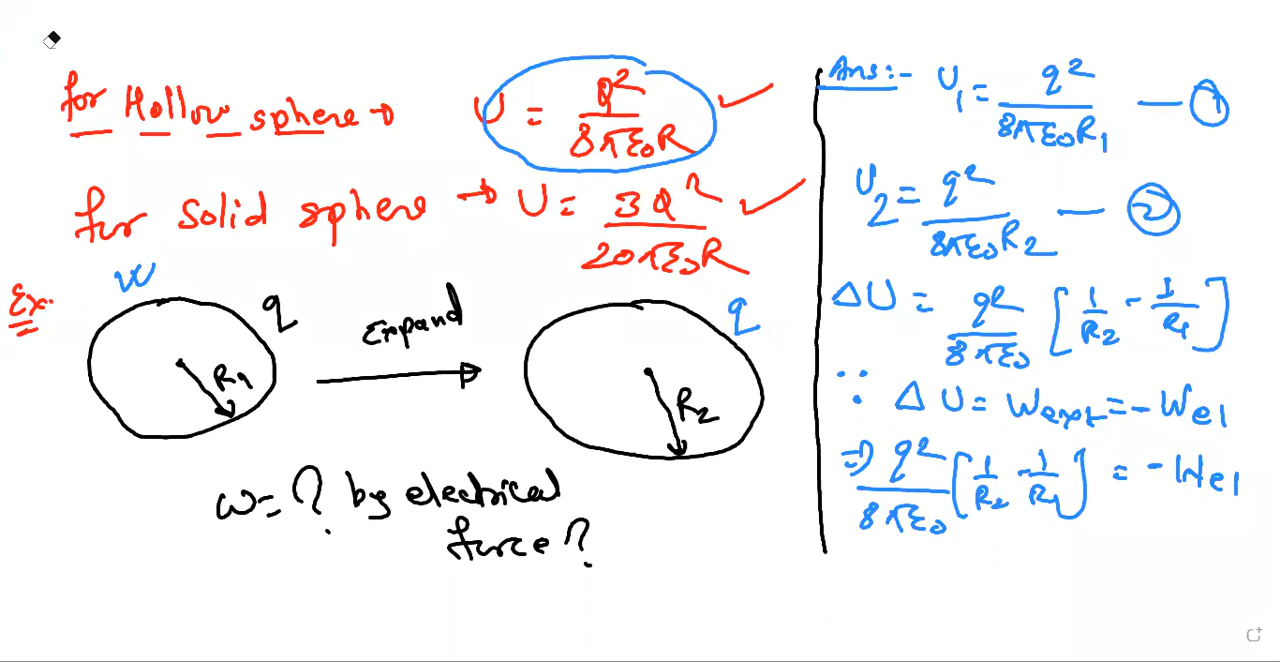 for Hollow sphere → U = Q²/8πε₀R ✓
for solid sphere → U = 3Q²/20πε₀R ✓
Ex.
W
q
R₁
Expand
q
R₂
w = ? by electrical
force?
Ans:- U₁ = q²/8πε₀R₁ — ①
U₂ = q²/8πε₀R₂ — ②
ΔU = q²/8πε₀ [1/R₂ - 1/R₁]
∵ ΔU = Wext = - Wel
⇒ q²/8πε₀ [1/R₂ - 1/R₁] = - Wel